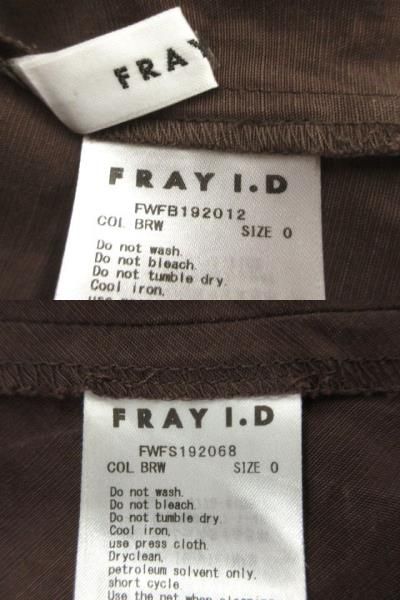 FRAY
FRAY I.D
FWFB192012
COL BRW SIZE 0
Do not wash.
Do not bleach.
Do not tumble dry.
Cool iron,
FRAY I.D
FWFS192068
COL BRW SIZE 0
Do not wash.
Do not bleach.
Do not tumble dry.
Cool iron,
use press cloth.
Dryclean,
petroleum solvent only.
short cycle
Use the net when cleaning